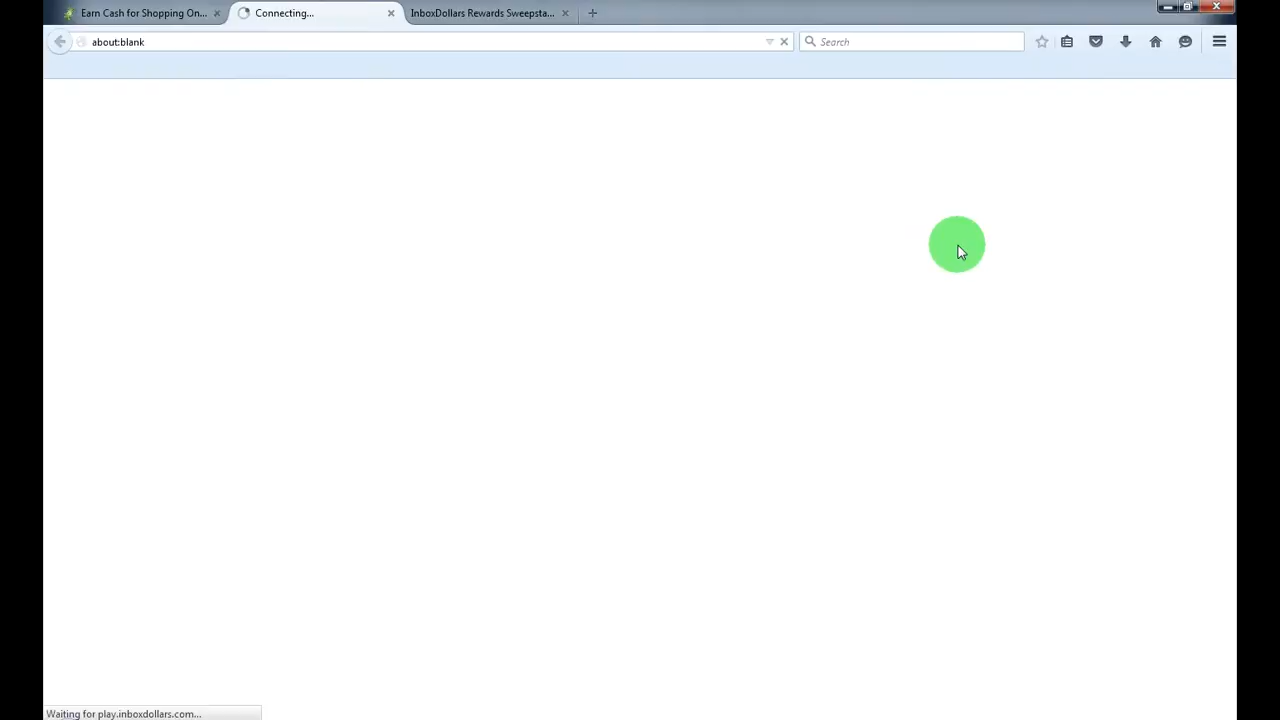 Earn Cash for Shopping On...
Connecting...
InboxDollars Rewards Sweepsta...
about:blank
Search
Waiting for play.inboxdollars.com...